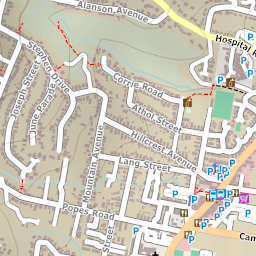 Alanson Avenue
Hospital R
Stephen Drive
Joseph Street
June Parade
Corrie Road
Athol Street
Hillcrest Avenue
Mountain Avenue
Lang Street
Popes Road
Street
Cam
P
P
P
P
P
P
P
P
P